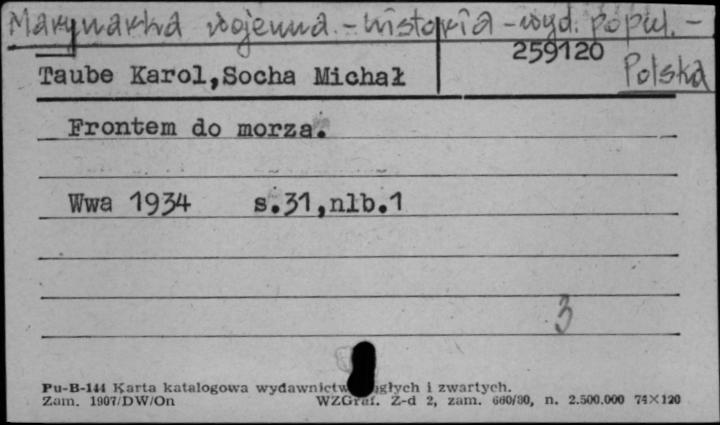 Marynarka wojenna - historia - wyd. popul. -
Polska
259120
Taube Karol,Socha Michał
Frontem do morza.
Wwa 1934 s.31,nlb.1
3
Pu-B-144 Karta katalogowa wydawnictw ciągłych i zwartych.
Zam. 1907/DW/On WZGraf. Z-d 2, zam. 660/80, n. 2.500.000 74×120